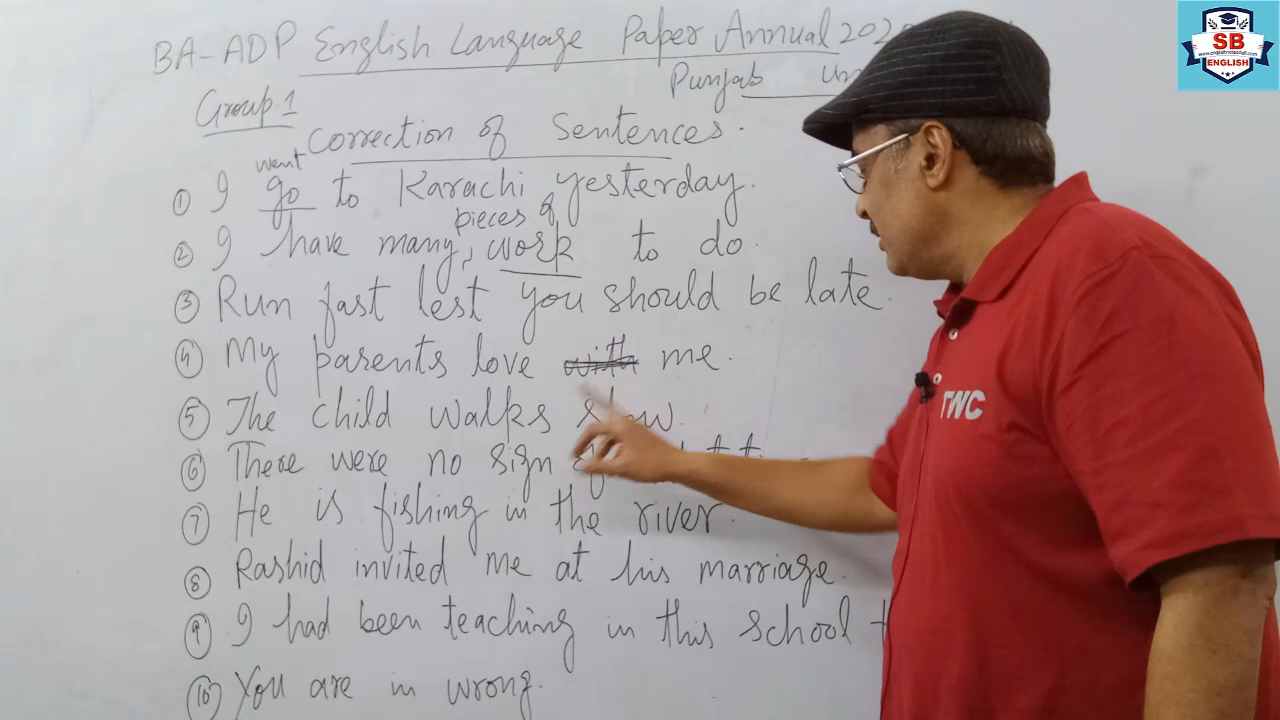 BA-ADP English Language Paper Annual 202
Punjab Un
Group.1
Correction of Sentences.
went
① I go to Karachi yesterday.
pieces of
② I have many, work to do.
③ Run fast lest you should be late.
④ My parents love with me.
⑤ The child walks slow.
⑥ There were no sign of
⑦ He is fishing in the river.
⑧ Rashid invited me at his marriage.
⑨ I had been teaching in this school
⑩ You are in wrong.
SB
ENGLISH
TWC